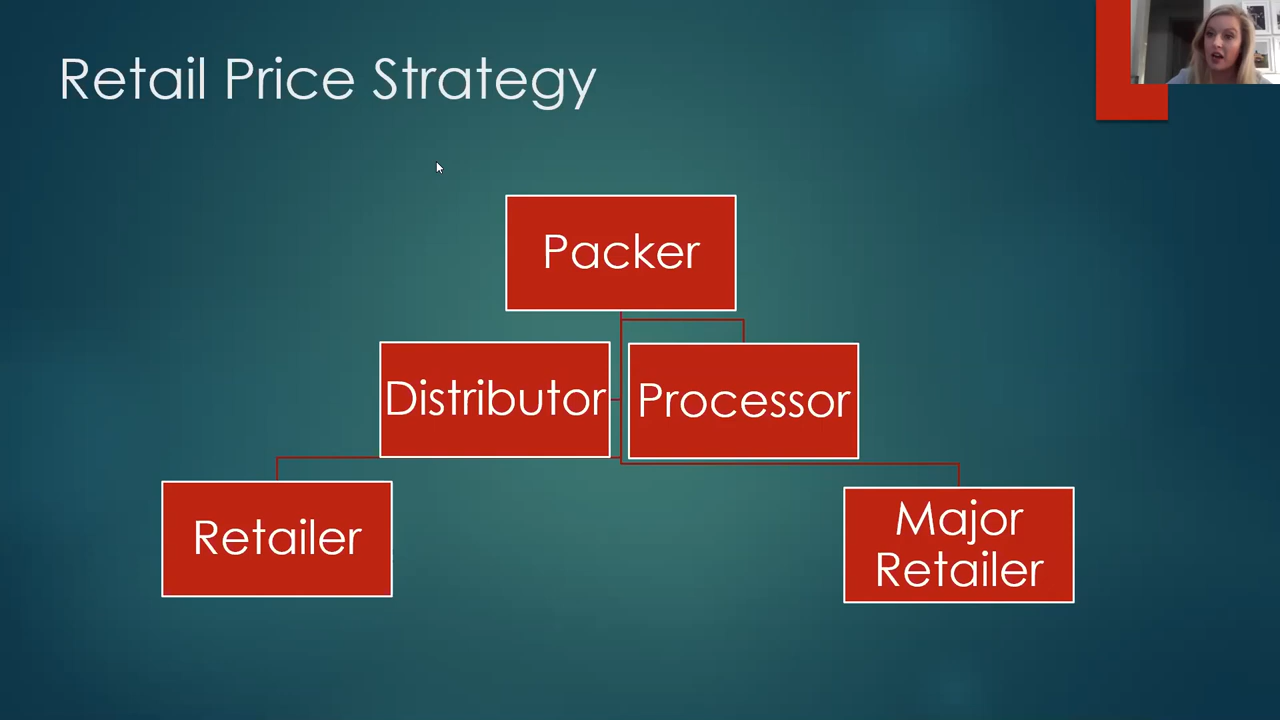 Retail Price Strategy
Packer
Distributor
Processor
Retailer
Major
Retailer